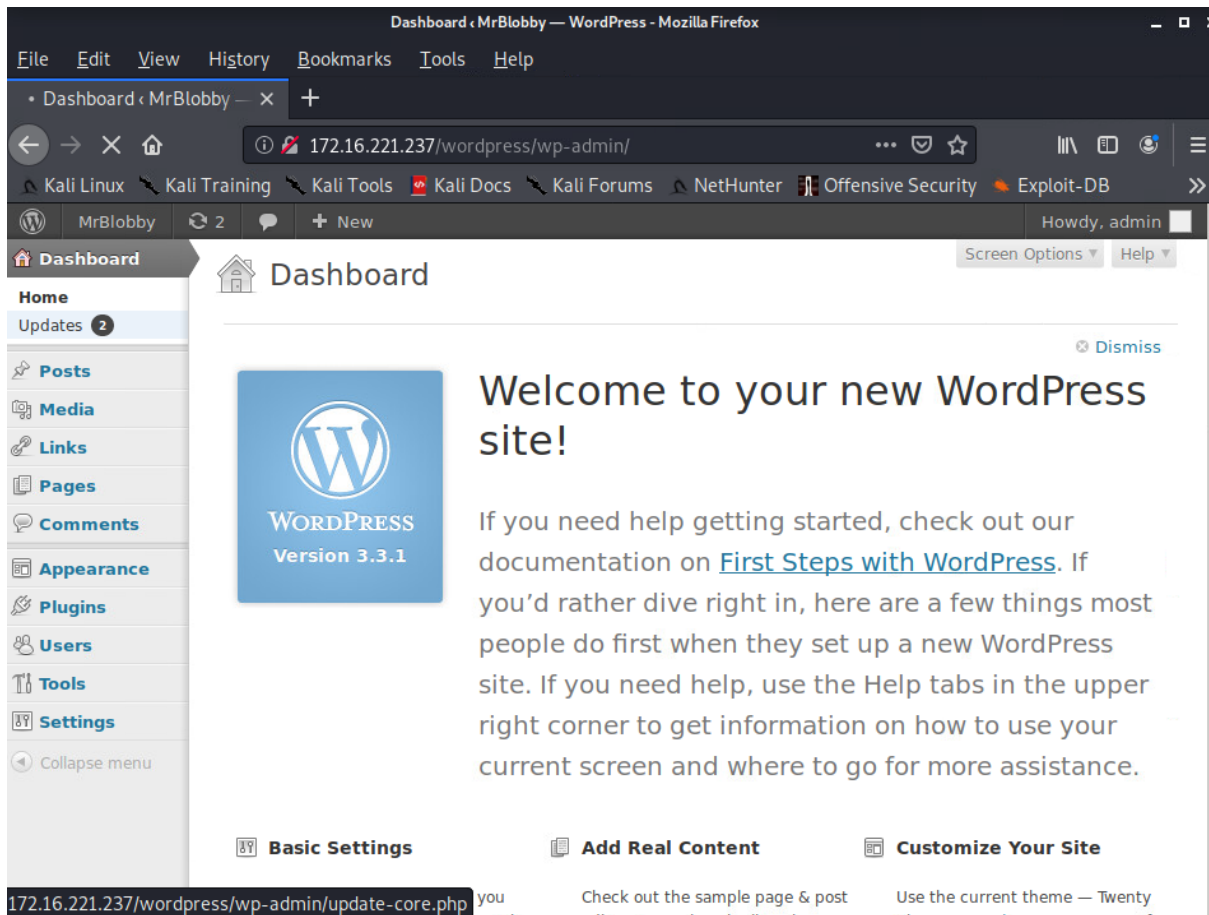 Dashboard ‹ MrBlobby — WordPress - Mozilla Firefox
File Edit View History Bookmarks Tools Help
• Dashboard ‹ MrBlobby —
172.16.221.237/wordpress/wp-admin/
Kali Linux Kali Training Kali Tools Kali Docs Kali Forums NetHunter Offensive Security Exploit-DB
MrBlobby 2 New Howdy, admin
Dashboard
Home
Updates 2
Posts
Media
Links
Pages
Comments
Appearance
Plugins
Users
Tools
Settings
Collapse menu
Screen Options Help
Dashboard
Dismiss
WORDPRESS
Version 3.3.1
Welcome to your new WordPress
site!
If you need help getting started, check out our
documentation on First Steps with WordPress. If
you’d rather dive right in, here are a few things most
people do first when they set up a new WordPress
site. If you need help, use the Help tabs in the upper
right corner to get information on how to use your
current screen and where to go for more assistance.
Basic Settings Add Real Content Customize Your Site
you Check out the sample page & post Use the current theme — Twenty
172.16.221.237/wordpress/wp-admin/update-core.php